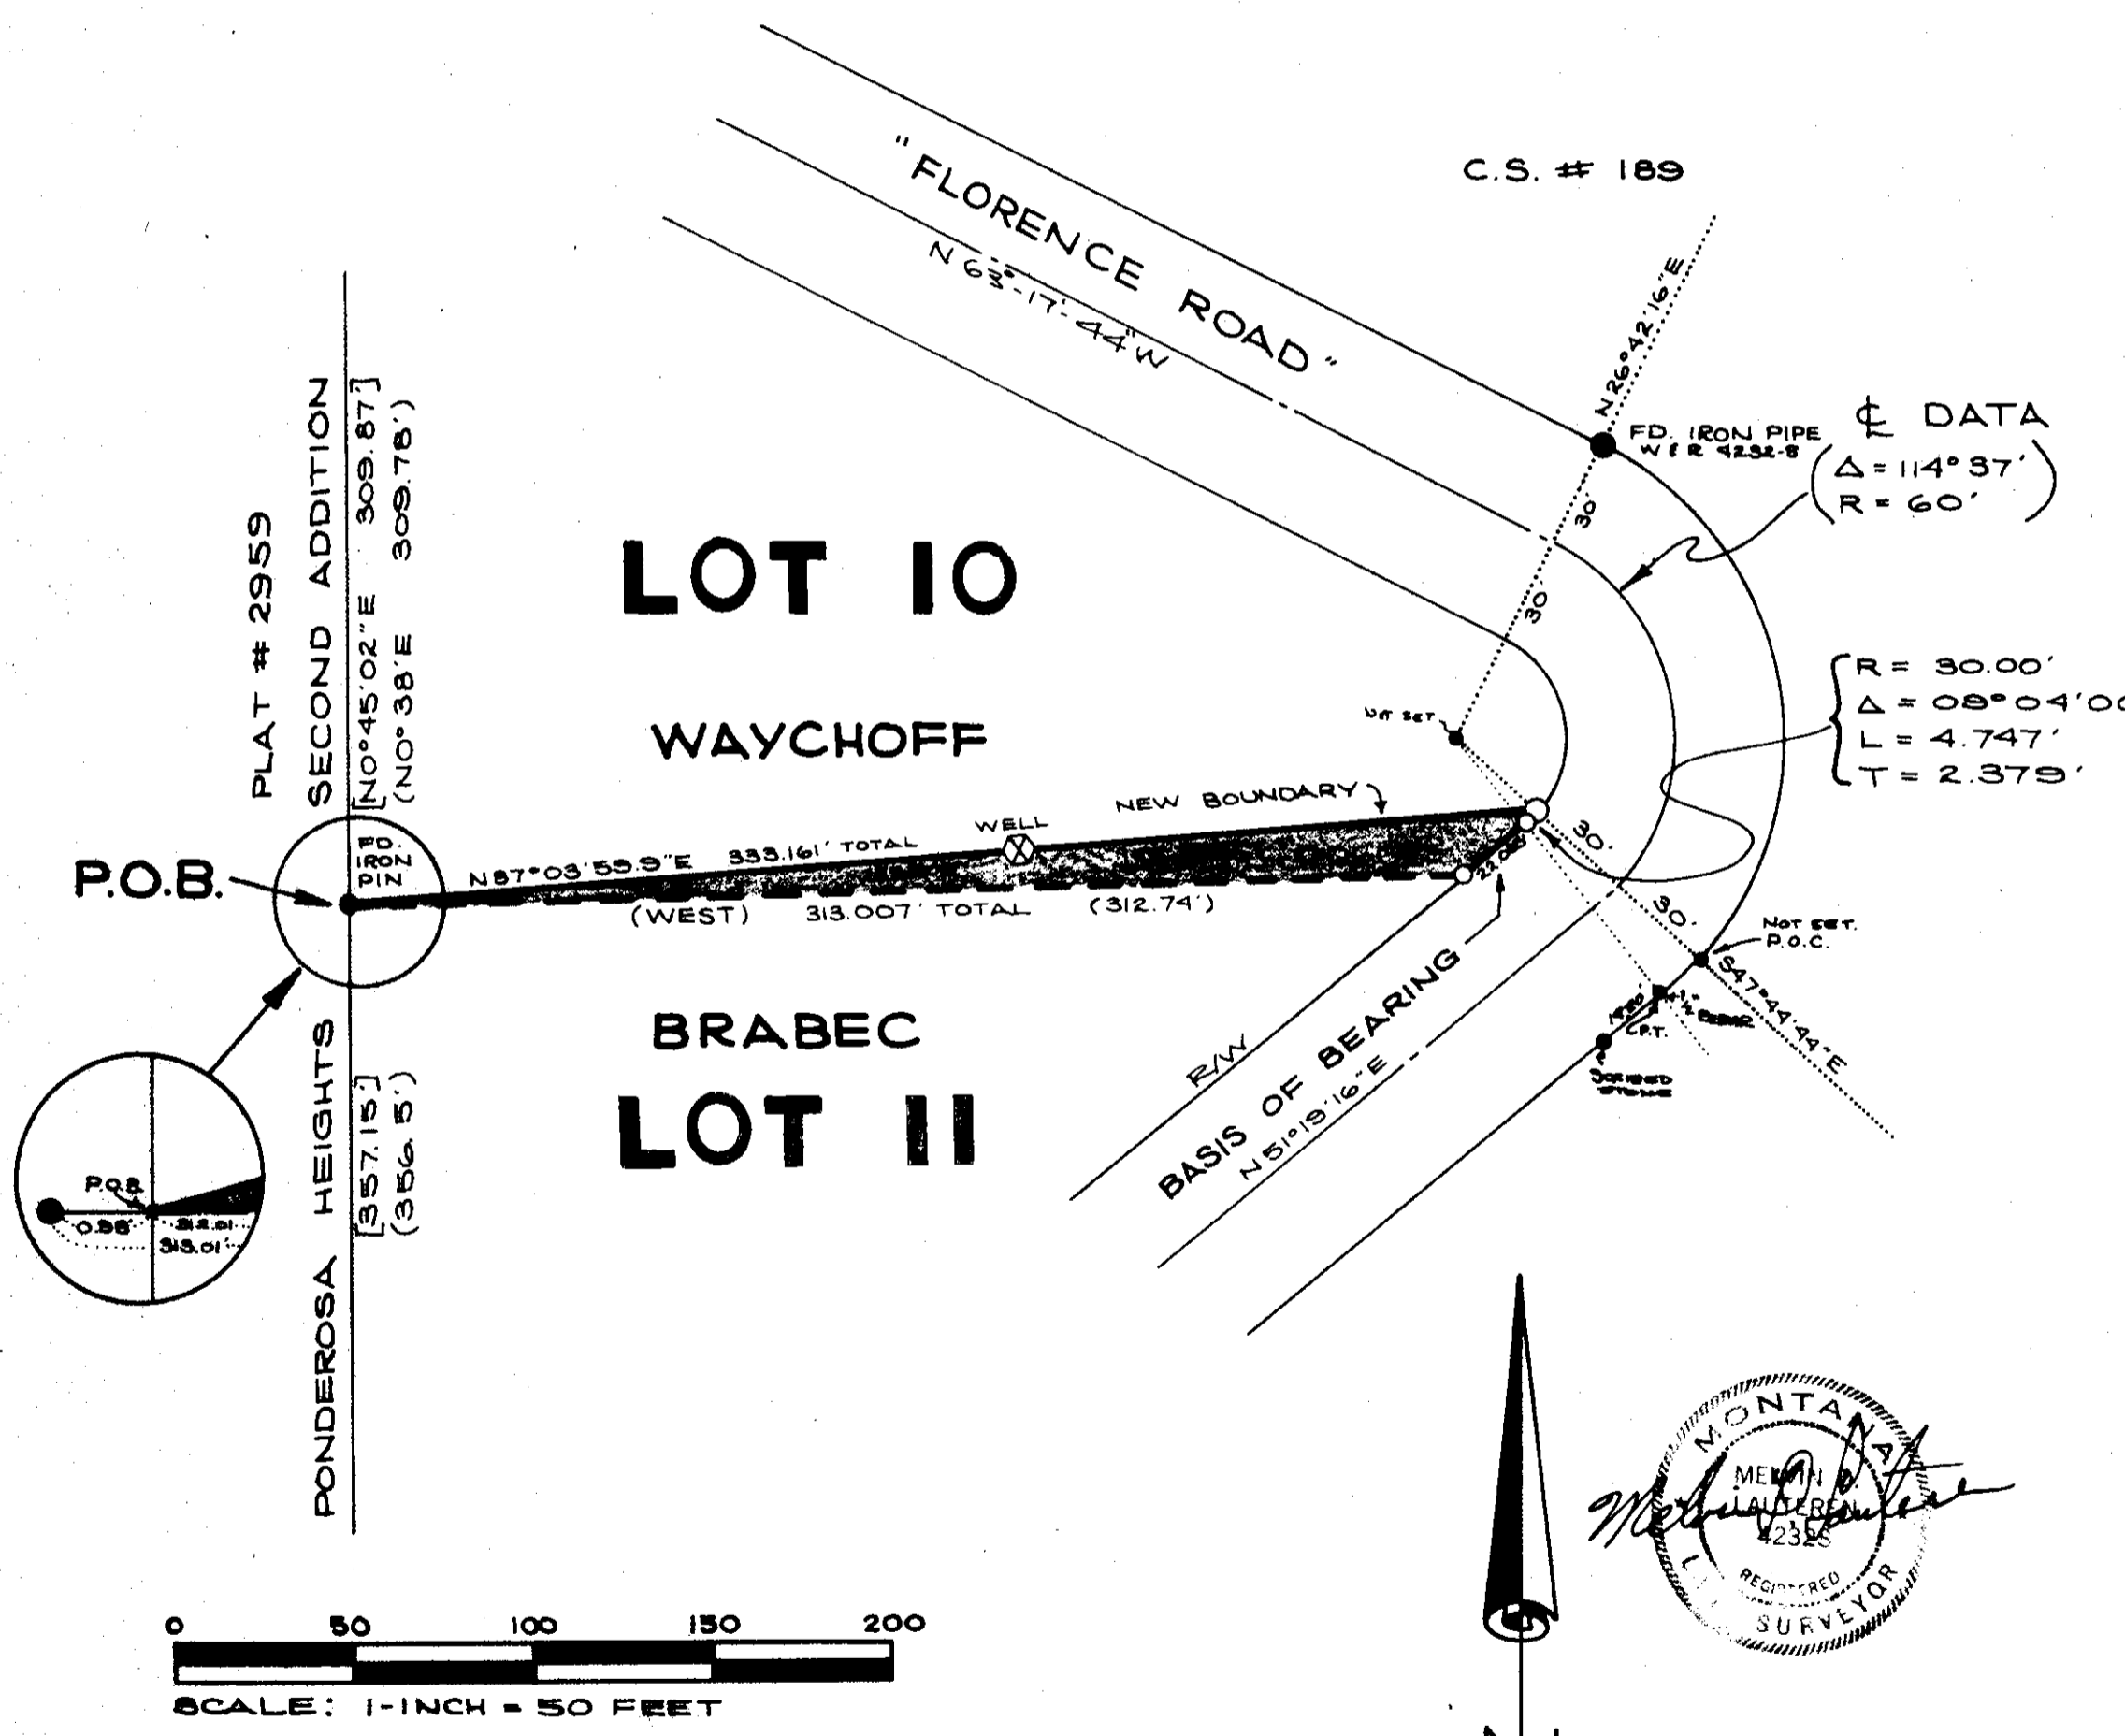 "FLORENCE ROAD"
N 63°-17'-44"W
C.S. # 189
N 26°42'16"E
FD. IRON PIPE
℄ DATA
Δ = 114° 37'
R = 60'
30'
30'
PLAT # 2959
SECOND ADDITION
[N0°45'02"E 309.87']
(N0°38'E 309.78')
LOT 10
WAYCHOFF
R = 30.00'
L = 4.747'
T = 2.379'
NEW BOUNDARY
WELL
FD.
IRON
PIN
P.O.B.
N87°03'59.9"E 333.161' TOTAL
(WEST) 313.007' TOTAL (312.74')
30'
30'
NOT SET.
P.O.C.
S47°44'44"E
P.T.
BRABEC
LOT 11
R/W
BASIS OF BEARING
N 51°19'16"E
PONDEROSA HEIGHTS
[357.15']
(356.5')
P.O.B.
0.98'
312.01
313.01'
MONTANA
MELVIN
LAUTEREN
4232S
REGISTERED
SURVEYOR
0 50 100 150 200
SCALE: 1-INCH = 50 FEET